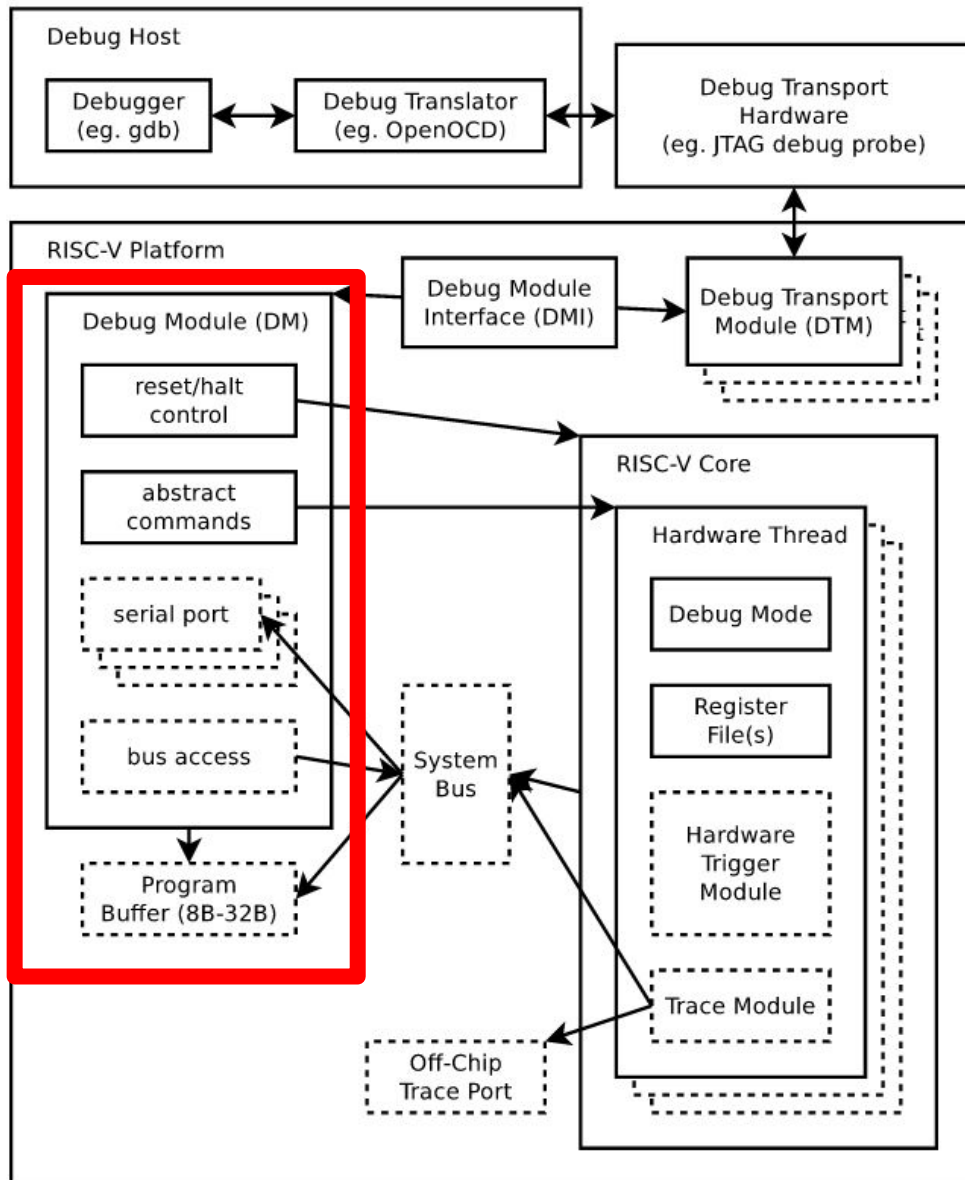 Debug Host
Debugger
(eg. gdb)
Debug Translator
(eg. OpenOCD)
Debug Transport
Hardware
(eg. JTAG debug probe)
RISC-V Platform
Debug Module (DM)
Debug Module
Interface (DMI)
Debug Transport
Module (DTM)
reset/halt
control
abstract
commands
serial port
bus access
Program
Buffer (8B-32B)
System
Bus
RISC-V Core
Hardware Thread
Debug Mode
Register
File(s)
Hardware
Trigger
Module
Trace Module
Off-Chip
Trace Port